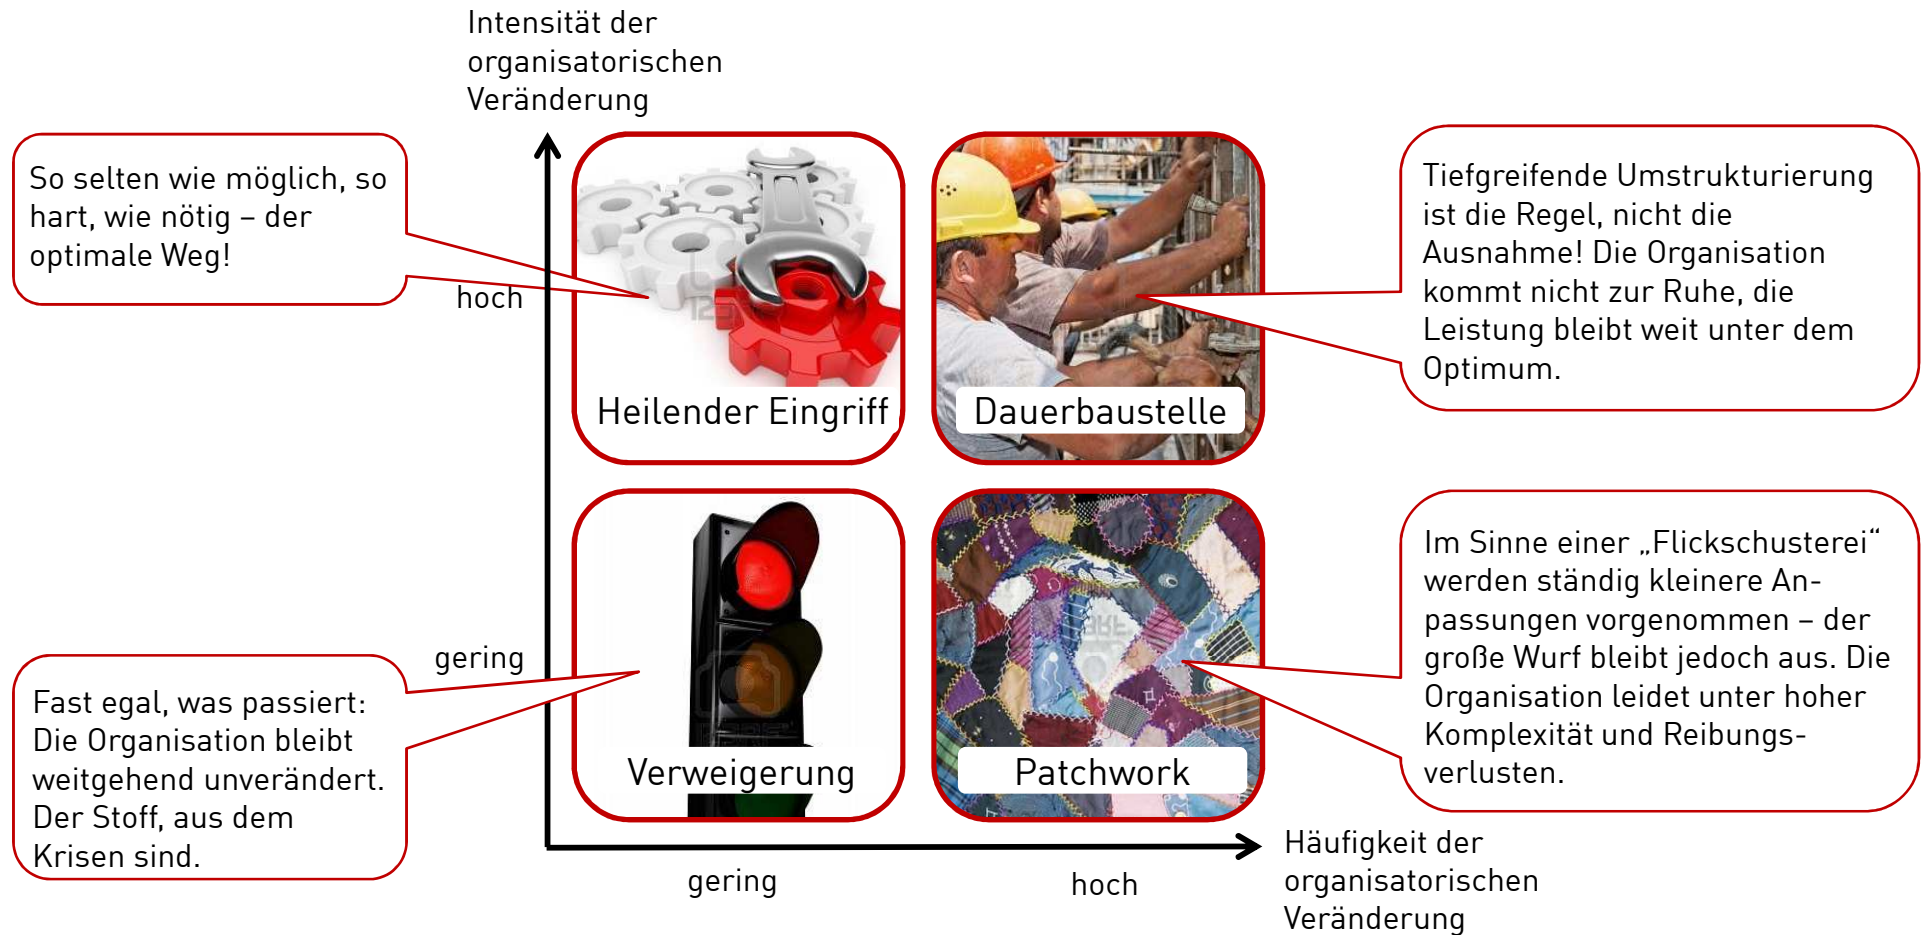 Intensität der
organisatorischen
Veränderung
So selten wie möglich, so
hart, wie nötig – der
optimale Weg!
hoch
Heilender Eingriff
Dauerbaustelle
Tiefgreifende Umstrukturierung
ist die Regel, nicht die
Ausnahme! Die Organisation
kommt nicht zur Ruhe, die
Leistung bleibt weit unter dem
Optimum.
gering
Fast egal, was passiert:
Die Organisation bleibt
weitgehend unverändert.
Der Stoff, aus dem
Krisen sind.
Verweigerung
Patchwork
Im Sinne einer „Flickschusterei“
werden ständig kleinere An-
passungen vorgenommen – der
große Wurf bleibt jedoch aus. Die
Organisation leidet unter hoher
Komplexität und Reibungs-
verlusten.
gering
hoch
Häufigkeit der
organisatorischen
Veränderung